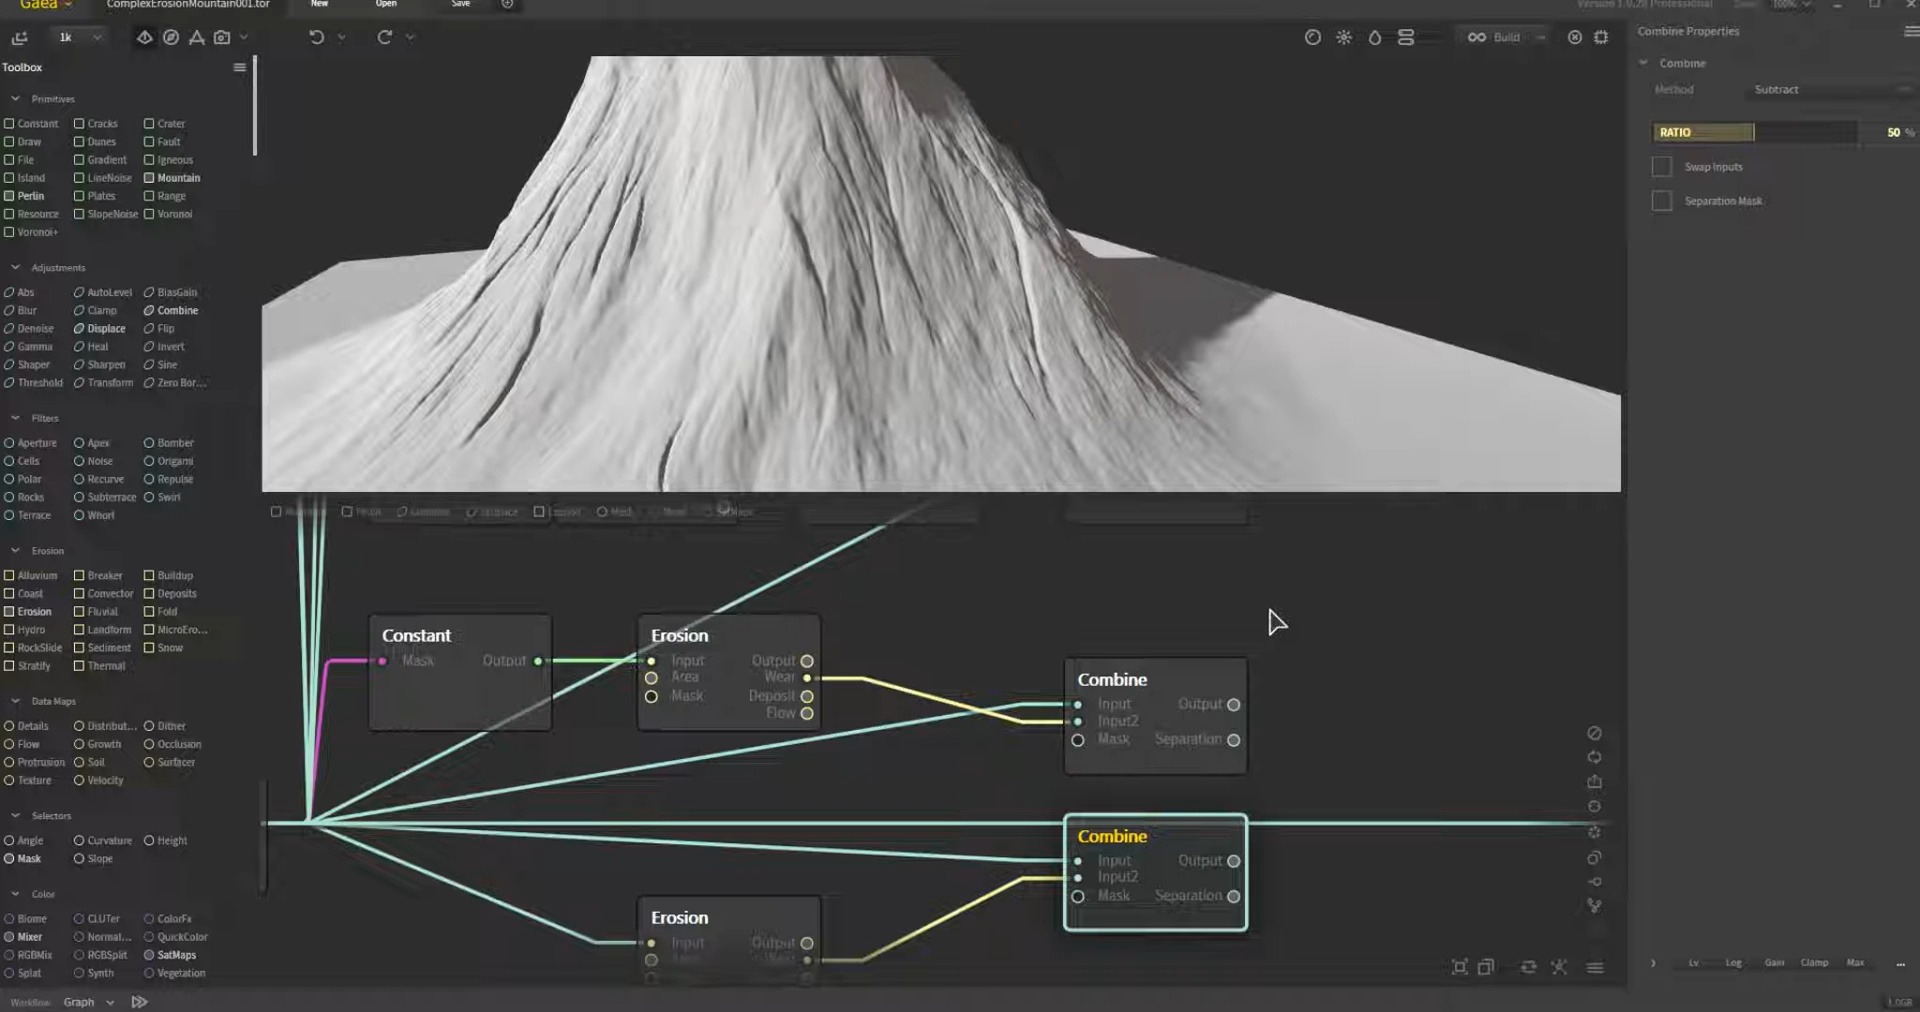 Gaea
ComplexErosionMountain001.tor
New
Open
Save
100%
1k
Build
Combine Properties
Toolbox
Combine
Method
Subtract
RATIO
50 %
Swap Inputs
Separation Mask
Primitives
Constant Cracks Crater
Draw Dunes Fault
File Gradient Igneous
Island LineNoise Mountain
Perlin Plates Range
Resource SlopeNoise Voronoi
Voronoi+
Adjustments
Abs AutoLevel BiasGain
Blur Clamp Combine
Denoise Displace Flip
Gamma Heal Invert
Shaper Sharpen Sine
Threshold Transform Zero Bor...
Filters
Aperture Apex Bomber
Cells Noise Origami
Polar Recurve Repulse
Rocks Subterrace Swirl
Terrace Whorl
Erosion
Alluvium Breaker Buildup
Coast Convector Deposits
Erosion Fluvial Fold
Hydro Landform MicroEro...
RockSlide Sediment Snow
Stratify Thermal
Data Maps
Details Distribut... Dither
Flow Growth Occlusion
Protrusion Soil Surfacer
Texture Velocity
Selectors
Angle Curvature Height
Mask Slope
Color
Biome CLUTer ColorFx
Mixer Normal... QuickColor
RGBMix RGBSplit SatMaps
Splat Synth Vegetation
Workflow Graph
Constant
Mask Output
Erosion
Input Output
Area Wear
Mask Deposit
Flow
Combine
Input Output
Input2
Mask Separation
Combine
Input Output
Input2
Mask Separation
Erosion
Input Output
Lv Log Gain Clamp Max ...